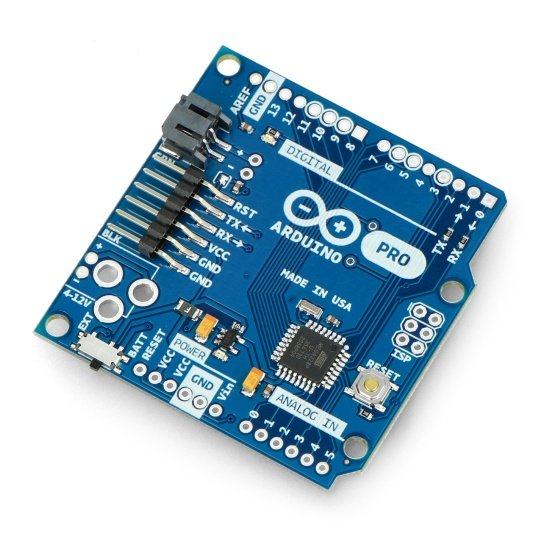 AREF
GND
13
12
11
10
9
8
7
6
5
4
3
2
1
0
DIGITAL
TX
RX
GRN
RST
TX
RX
VCC
GND
GND
BLK
ARDUINO
PRO
MADE IN USA
4-12V
EXT
BATT
RESET
VCC
VCC
GND
Vin
POWER
ISP
RESET
ANALOG IN
0
1
2
3
4
5